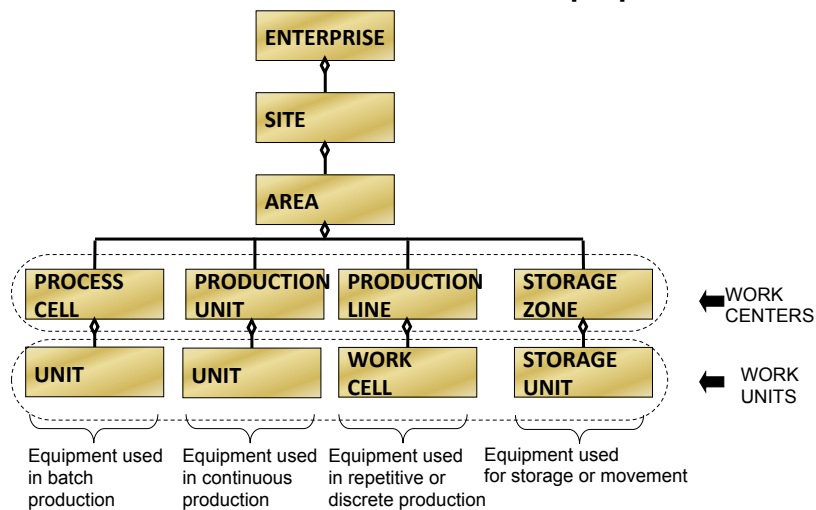 ENTERPRISE
SITE
AREA
PROCESS
CELL
PRODUCTION
UNIT
PRODUCTION
LINE
STORAGE
ZONE
WORK
CENTERS
UNIT
UNIT
WORK
CELL
STORAGE
UNIT
WORK
UNITS
Equipment used
in batch
production
Equipment used
in continuous
production
Equipment used
in repetitive or
discrete production
Equipment used
for storage or movement